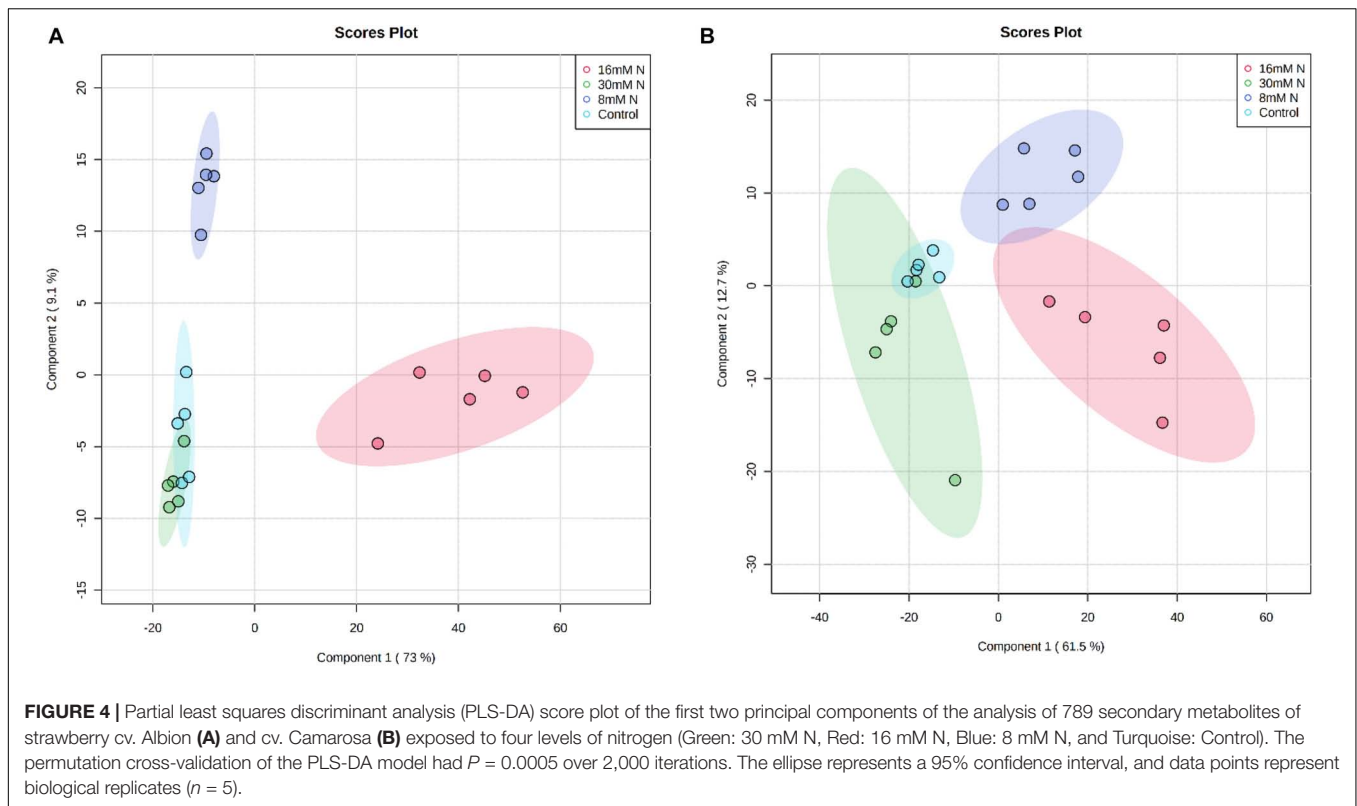 A
Scores Plot
16mM N
30mM N
8mM N
Control
20
15
10
5
0
-5
-10
-15
Component 2 ( 9.1 %)
-20
0
20
40
60
Component 1 ( 73 %)
B
Scores Plot
16mM N
30mM N
8mM N
Control
20
10
0
-10
-20
-30
Component 2 ( 12.7 %)
-40
-20
0
20
40
60
Component 1 ( 61.5 %)
FIGURE 4 | Partial least squares discriminant analysis (PLS-DA) score plot of the first two principal components of the analysis of 789 secondary metabolites of
strawberry cv. Albion (A) and cv. Camarosa (B) exposed to four levels of nitrogen (Green: 30 mM N, Red: 16 mM N, Blue: 8 mM N, and Turquoise: Control). The
permutation cross-validation of the PLS-DA model had P = 0.0005 over 2,000 iterations. The ellipse represents a 95% confidence interval, and data points represent
biological replicates (n = 5).